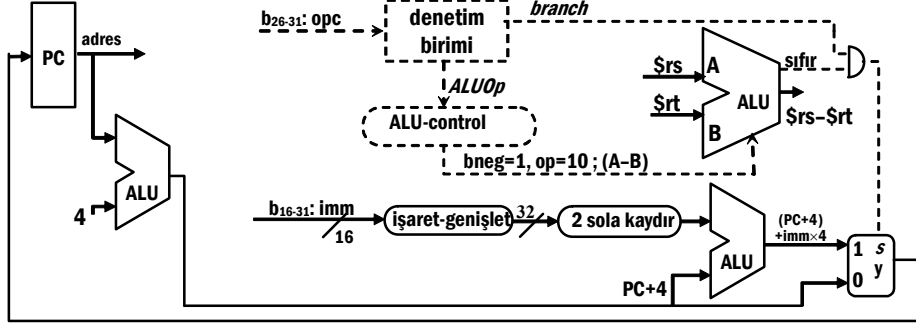 branch
b26-31: opc
denetim
birimi
adres
PC
sıfır
$rs
A
ALUOp
$rt
ALU
ALU-control
B
$rs–$rt
bneg=1, op=10 ; (A–B)
ALU
4
b16-31: imm
16
işaret-genişlet
32
2 sola kaydır
(PC+4)
+imm×4
ALU
1 s
y
0
PC+4